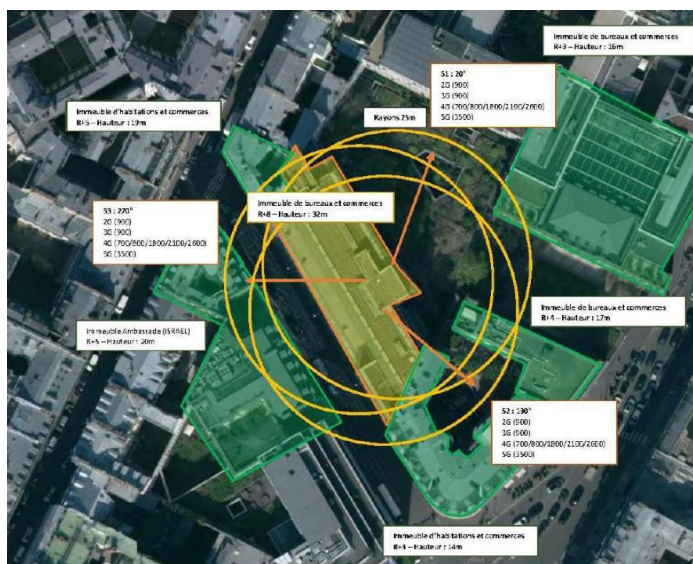 Immeuble de bureaux et commerces
R+3 – Hauteur : 16m
S1 : 20°
2G (900)
3G (900)
4G (700/800/1800/2100/2600)
5G (3500)
Immeuble d'habitations et commerces
R+5 – Hauteur : 19m
Rayons 25m
S3 : 270°
2G (900)
3G (900)
4G (700/800/1800/2100/2600)
5G (3500)
Immeuble de bureaux et commerces
R+8 – Hauteur : 32m
Immeuble de bureaux et commerces
R+4 – Hauteur : 17m
Immeuble Ambassade (ISRAEL)
R+5 – Hauteur : 20m
S2 : 130°
2G (900)
3G (900)
4G (700/800/1800/2100/2600)
5G (3500)
Immeuble d'habitations et commerces
R+3 – Hauteur : 14m